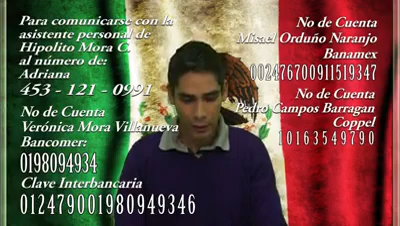 Para comunicarse con la
asistente personal de
Hipolito Mora C.
al número de:
Adriana
453 - 121 - 0991
No de Cuenta
Verónica Mora Villanueva
Bancomer:
0198094934
Clave Interbancaria
012479001980949346
No de Cuenta
Misael Orduño Naranjo
Banamex
002476700911519347
No de Cuenta
Pedro Campos Barragan
Coppel
10163549790